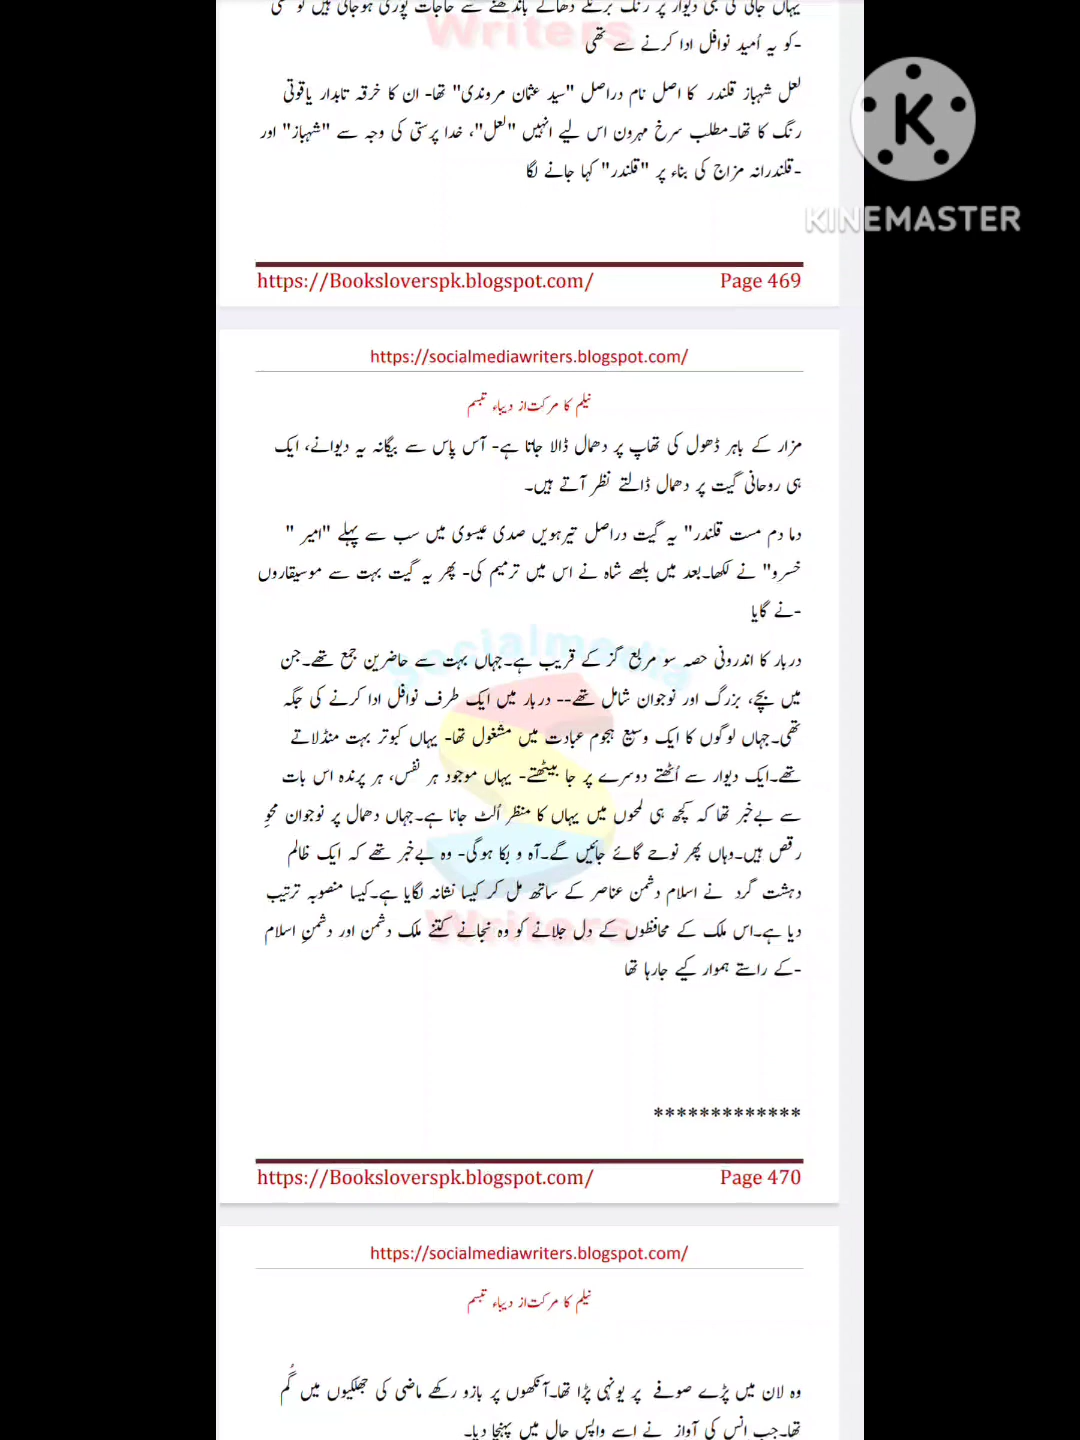 یہاں جالی کی بنی دیوار پر رنگ برنگے دھاگے باندھنے سے حاجات پوری ہوجاتی ہیں تو کسی
-کو یہ اُمید نوافل ادا کرنے سے تھی
لعل شہباز قلندر کا اصل نام دراصل "سید عثمان مروندی" تھا- ان کا خرقہ تابدار یاقوتی
رنگ کا تھا۔مطلب سرخ مہرون اس لیے انہیں "لعل"، خدا پرستی کی وجہ سے "شہباز" اور
-قلندرانہ مزاج کی بناء پر "قلندر" کہا جانے لگا
KINEMASTER
https://Booksloverspk.blogspot.com/ Page 469
https://socialmediawriters.blogspot.com/
نیلم کا مرکت از دیباء تبسم
مزار کے باہر ڈھول کی تھاپ پر دھمال ڈالا جاتا ہے- آس پاس سے بیگانہ یہ دیوانے، ایک
ہی روحانی گیت پر دھمال ڈالتے نظر آتے ہیں۔
دما دم مست قلندر" یہ گیت دراصل تیرھویں صدی عیسوی میں سب سے پہلے "امیر "
خسرو" نے لکھا۔بعد میں بلھے شاہ نے اس میں ترمیم کی- پھر یہ گیت بہت سے موسیقاروں
-نے گایا
دربار کا اندرونی حصہ سو مربع گز کے قریب ہے۔جہاں بہت سے حاضرین جمع تھے۔جن
میں بچے، بزرگ اور نوجوان شامل تھے-- دربار میں ایک طرف نوافل ادا کرنے کی جگہ
تھی۔جہاں لوگوں کا ایک وسیع ہجوم عبادت میں مشغول تھا- یہاں کبوتر بہت منڈلاتے
تھے۔ایک دیوار سے اُٹھتے دوسرے پر جا بیٹھتے- یہاں موجود ہر نفس، ہر پرندہ اس بات
سے بےخبر تھا کہ کچھ ہی لمحوں میں یہاں کا منظر اُلٹ جانا ہے۔جہاں دھمال پر نوجوان محوِ
رقص ہیں۔وہاں پھر نوحے گائے جائیں گے۔آہ و بکا ہوگی- وہ بےخبر تھے کہ ایک ظالم
دہشت گرد نے اسلام دشمن عناصر کے ساتھ مل کر کیسا نشانہ لگایا ہے۔کیسا منصوبہ ترتیب
دیا ہے۔اس ملک کے محافظوں کے دل جلانے کو وہ نجانے کتنے ملک دشمن اور دشمنِ اسلام
-کے راستے ہموار کیے جارہا تھا
*************
https://Booksloverspk.blogspot.com/ Page 470
https://socialmediawriters.blogspot.com/
نیلم کا مرکت از دیباء تبسم
وہ لان میں پڑے صوفے پر یونہی پڑا تھا۔آنکھوں پر بازو رکھے ماضی کی جھلکیوں میں گُم
تھا۔جب انس کی آواز نے اسے واپس حال میں پہنچا دیا۔
Socialmedia
Writers